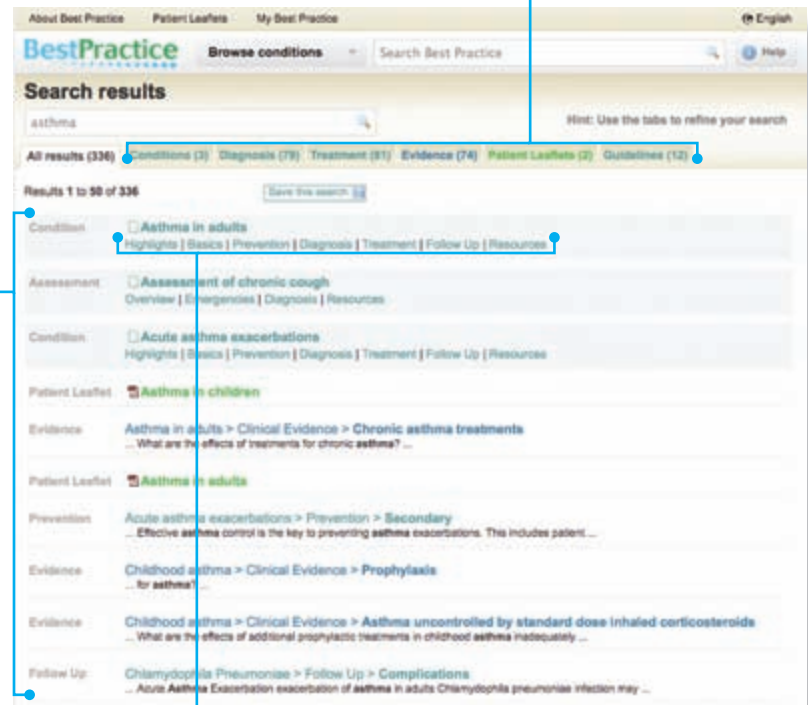 About Best Practice Patient Leaflets My Best Practice English
BestPractice Browse conditions Search Best Practice Help
Search results
asthma Hint: Use the tabs to refine your search
All results (336) Conditions (3) Diagnosis (79) Treatment (81) Evidence (74) Patient Leaflets (2) Guidelines (12)
Results 1 to 50 of 336 Save this search
Condition Asthma in adults
Highlights | Basics | Prevention | Diagnosis | Treatment | Follow Up | Resources
Assessment Assessment of chronic cough
Overview | Emergencies | Diagnosis | Resources
Condition Acute asthma exacerbations
Highlights | Basics | Prevention | Diagnosis | Treatment | Follow Up | Resources
Patient Leaflet Asthma in children
Evidence Asthma in adults > Clinical Evidence > Chronic asthma treatments
... What are the effects of treatments for chronic asthma? ...
Patient Leaflet Asthma in adults
Prevention Acute asthma exacerbations > Prevention > Secondary
... Effective asthma control is the key to preventing asthma exacerbations. This includes patient ...
Evidence Childhood asthma > Clinical Evidence > Prophylaxis
... for asthma? ...
Evidence Childhood asthma > Clinical Evidence > Asthma uncontrolled by standard dose inhaled corticosteroids
... What are the effects of additional prophylactic treatments in childhood asthma inadequately ...
Follow Up Chlamydophila Pneumoniae > Follow Up > Complications
... Acute Asthma Exacerbation exacerbation of asthma in adults Chlamydophila pneumoniae infection may ...